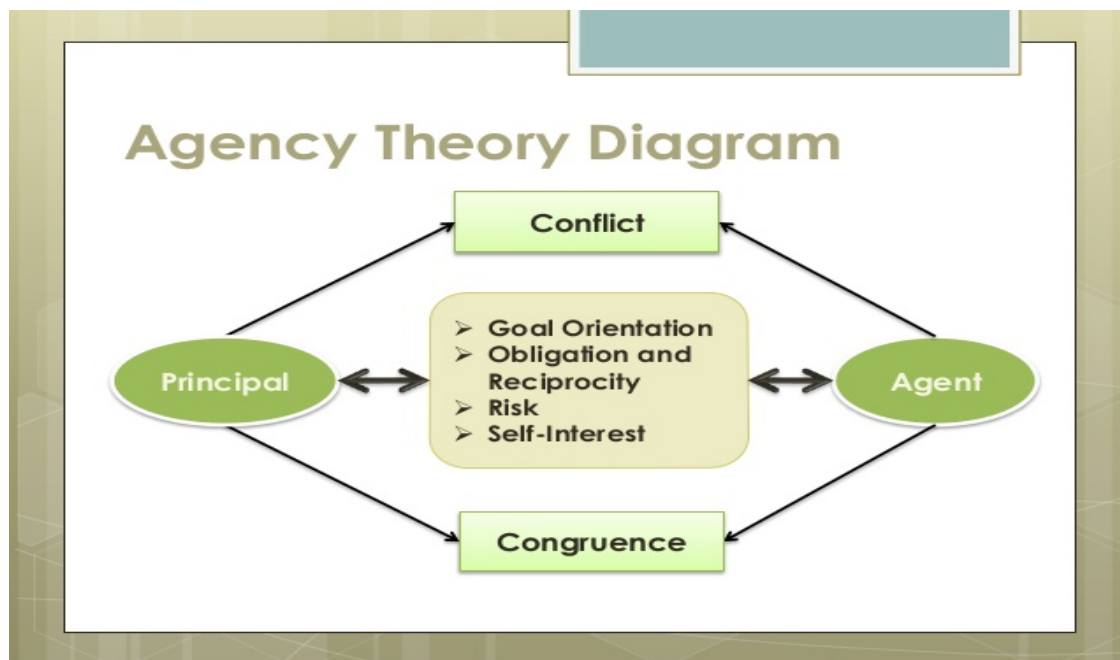 Agency Theory Diagram
Conflict
Principal
➢ Goal Orientation
➢ Obligation and
Reciprocity
➢ Risk
➢ Self-Interest
Agent
Congruence